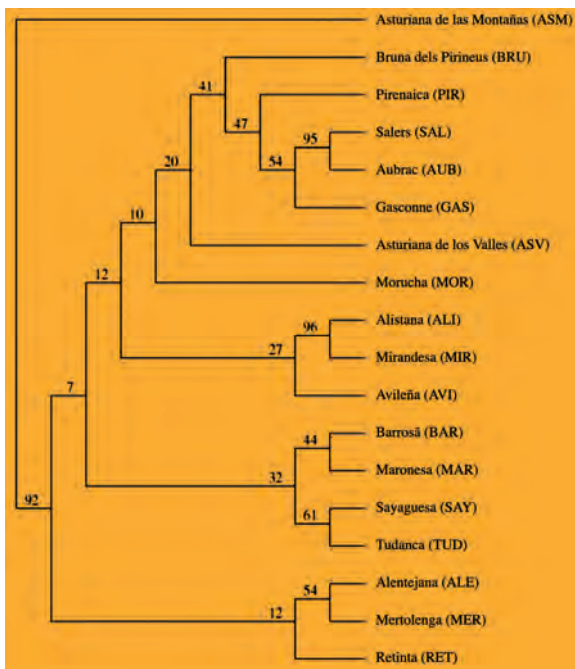 Asturiana de las Montañas (ASM)
Bruna dels Pirineus (BRU)
41
Pirenaica (PIR)
47
Salers (SAL)
95
20
54
Aubrac (AUB)
Gasconne (GAS)
10
Asturiana de los Valles (ASV)
12
Morucha (MOR)
Alistana (ALI)
96
27
Mirandesa (MIR)
7
Avileña (AVI)
Barrosã (BAR)
44
Maronesa (MAR)
32
92
Sayaguesa (SAY)
61
Tudanca (TUD)
Alentejana (ALE)
54
12
Mertolenga (MER)
Retinta (RET)